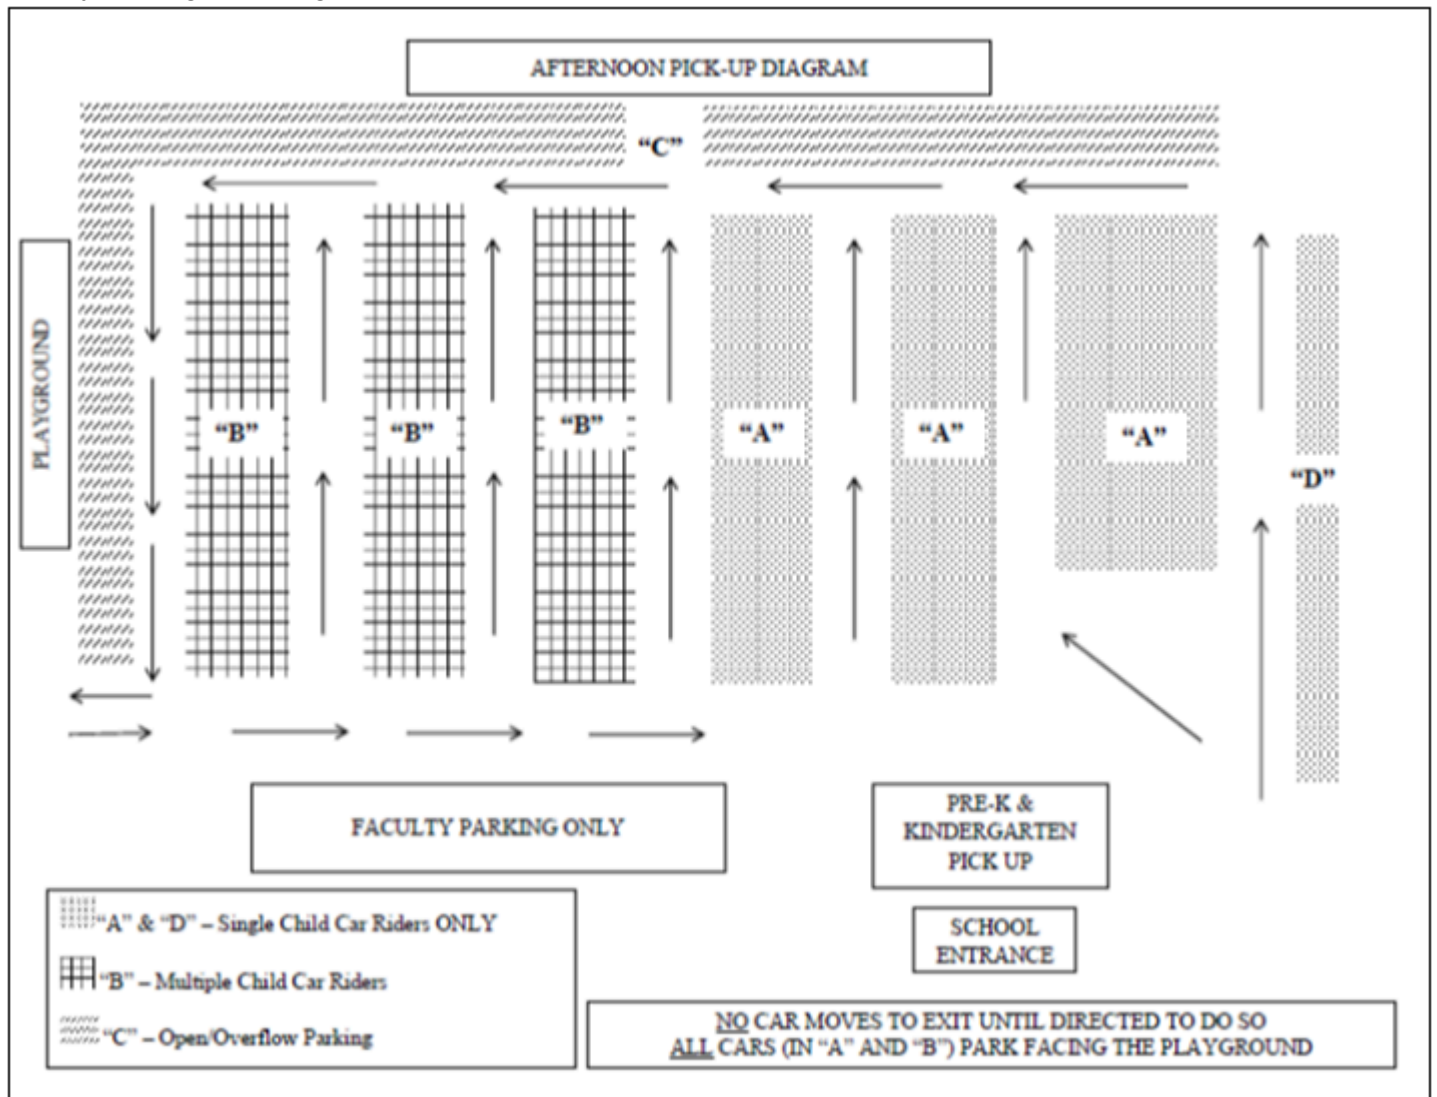 AFTERNOON PICK-UP DIAGRAM
“C”
PLAYGROUND
“B”
“B”
“B”
“A”
“A”
“A”
“D”
FACULTY PARKING ONLY
PRE-K &
KINDERGARTEN
PICK UP
SCHOOL
ENTRANCE
“A” & “D” – Single Child Car Riders ONLY
“B” – Multiple Child Car Riders
“C” – Open/Overflow Parking
NO CAR MOVES TO EXIT UNTIL DIRECTED TO DO SO
ALL CARS (IN “A” AND “B”) PARK FACING THE PLAYGROUND